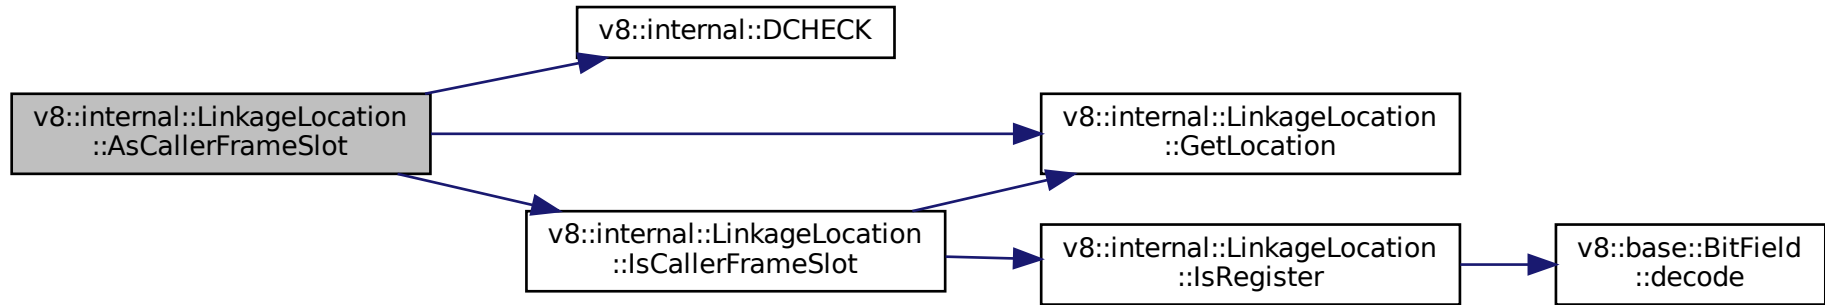 v8::internal::DCHECK
v8::internal::LinkageLocation
::AsCallerFrameSlot
v8::internal::LinkageLocation
::GetLocation
v8::internal::LinkageLocation
::IsCallerFrameSlot
v8::internal::LinkageLocation
::IsRegister
v8::base::BitField
::decode